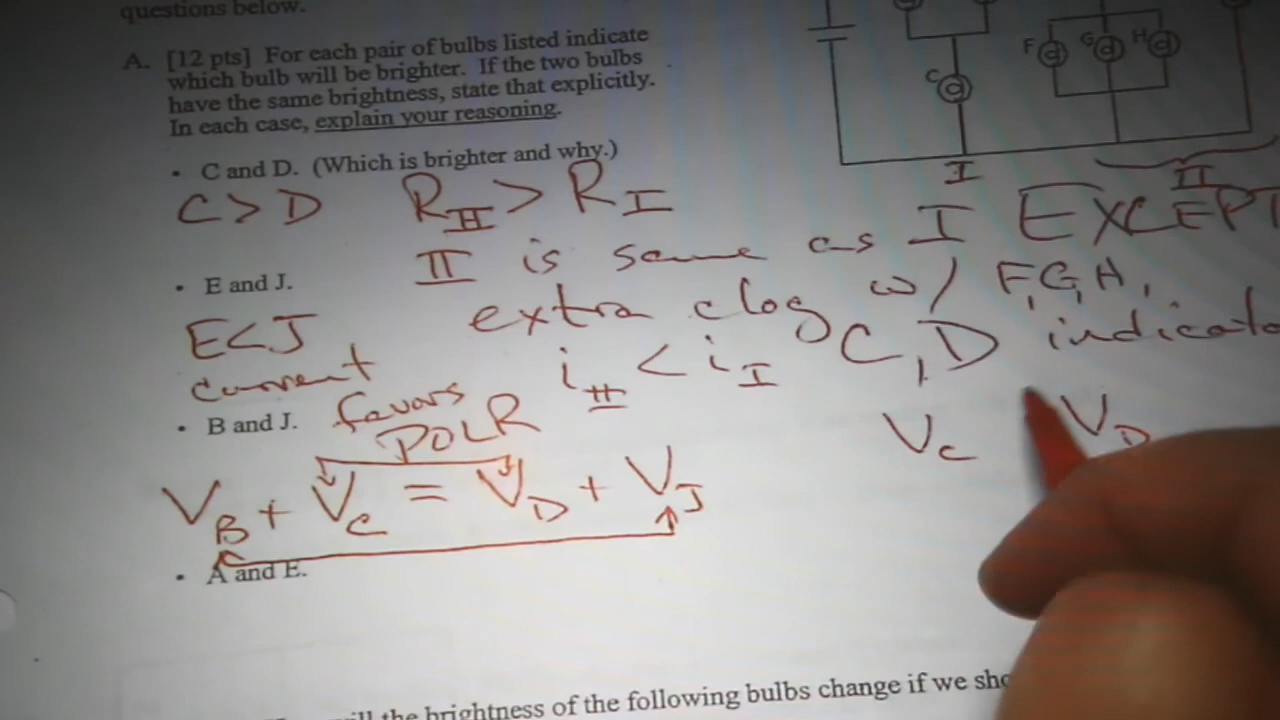 questions below.
A. [12 pts] For each pair of bulbs listed indicate
which bulb will be brighter. If the two bulbs
have the same brightness, state that explicitly.
In each case, explain your reasoning.
C
F G H
I II
• C and D. (Which is brighter and why.)
C > D R_II > R_I
II is same as I EXCEPT
• E and J.
extra clog w/ F, G, H,
E < J
C, D indicato
current i_II < i_I
favors
• B and J.
POLR
V_C V_D
V_B + V_C = V_D + V_J
• A and E.
the brightness of the following bulbs change if we sho